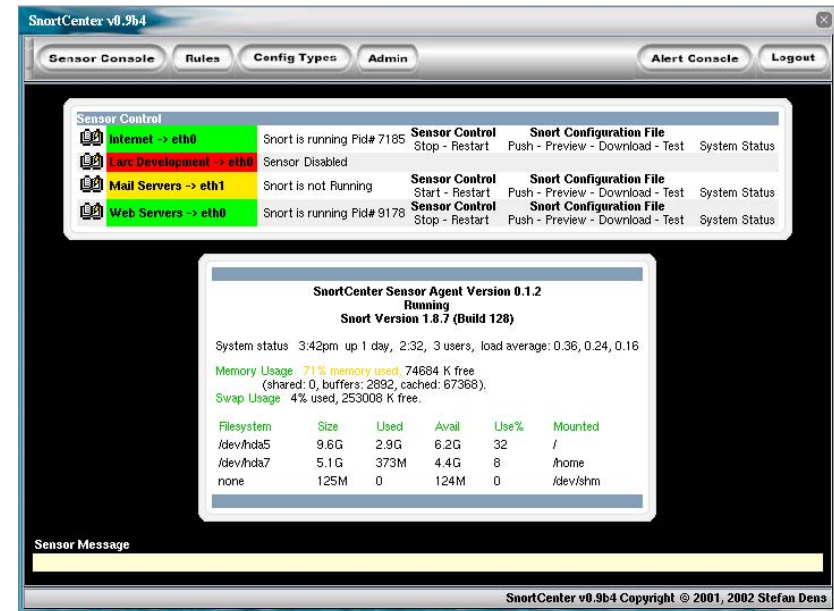 SnortCenter v0.9b4
Sensor Console Rules Config Types Admin Alert Console Logout
Sensor Control
Internet -> eth0 Snort is running Pid# 7185 Sensor Control Stop - Restart Snort Configuration File Push - Preview - Download - Test System Status
Larc Development -> eth0 Sensor Disabled
Mail Servers -> eth1 Snort is not Running Sensor Control Start - Restart Snort Configuration File Push - Preview - Download - Test System Status
Web Servers -> eth0 Snort is running Pid# 9178 Sensor Control Stop - Restart Snort Configuration File Push - Preview - Download - Test System Status
SnortCenter Sensor Agent Version 0.1.2
Running
Snort Version 1.8.7 (Build 128)
System status 3:42pm up 1 day, 2:32, 3 users, load average: 0.36, 0.24, 0.16
Memory Usage 71% memory used, 74684 K free
(shared: 0, buffers: 2892, cached: 67368).
Swap Usage 4% used, 253008 K free.
Filesystem Size Used Avail Use% Mounted
/dev/hda5 9.6G 2.9G 6.2G 32 /
/dev/hda7 5.1G 373M 4.4G 8 /home
none 125M 0 124M 0 /dev/shm
Sensor Message
SnortCenter v0.9b4 Copyright © 2001, 2002 Stefan Dens